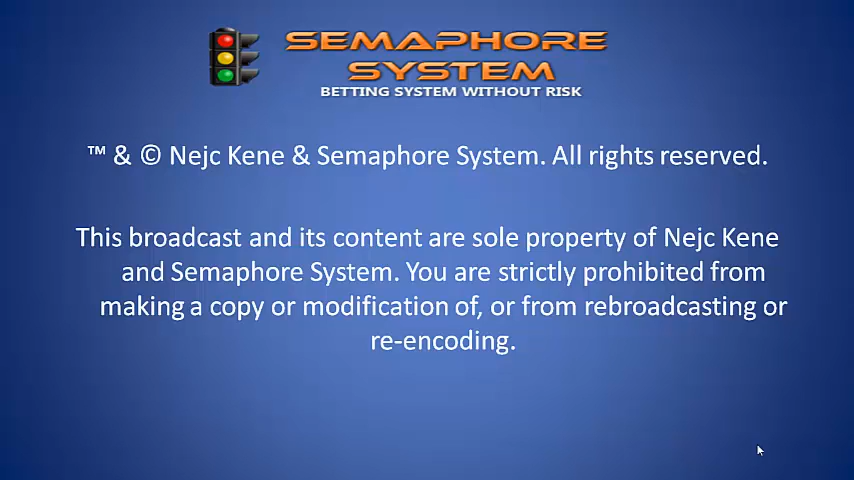 SEMAPHORE
SYSTEM
BETTING SYSTEM WITHOUT RISK
™ & © Nejc Kene & Semaphore System. All rights reserved.
This broadcast and its content are sole property of Nejc Kene
and Semaphore System. You are strictly prohibited from
making a copy or modification of, or from rebroadcasting or
re-encoding.